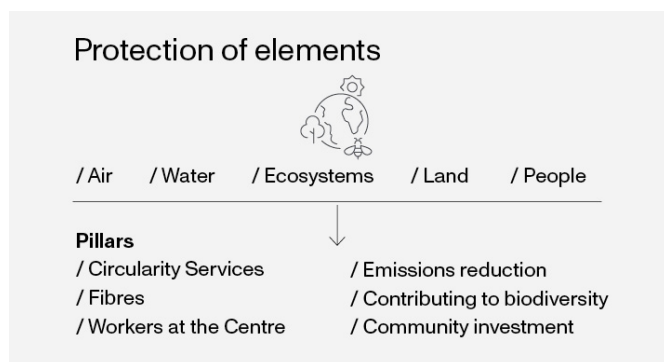 Protection of elements
/ Air / Water / Ecosystems / Land / People
Pillars
/ Circularity Services
/ Fibres
/ Workers at the Centre
/ Emissions reduction
/ Contributing to biodiversity
/ Community investment